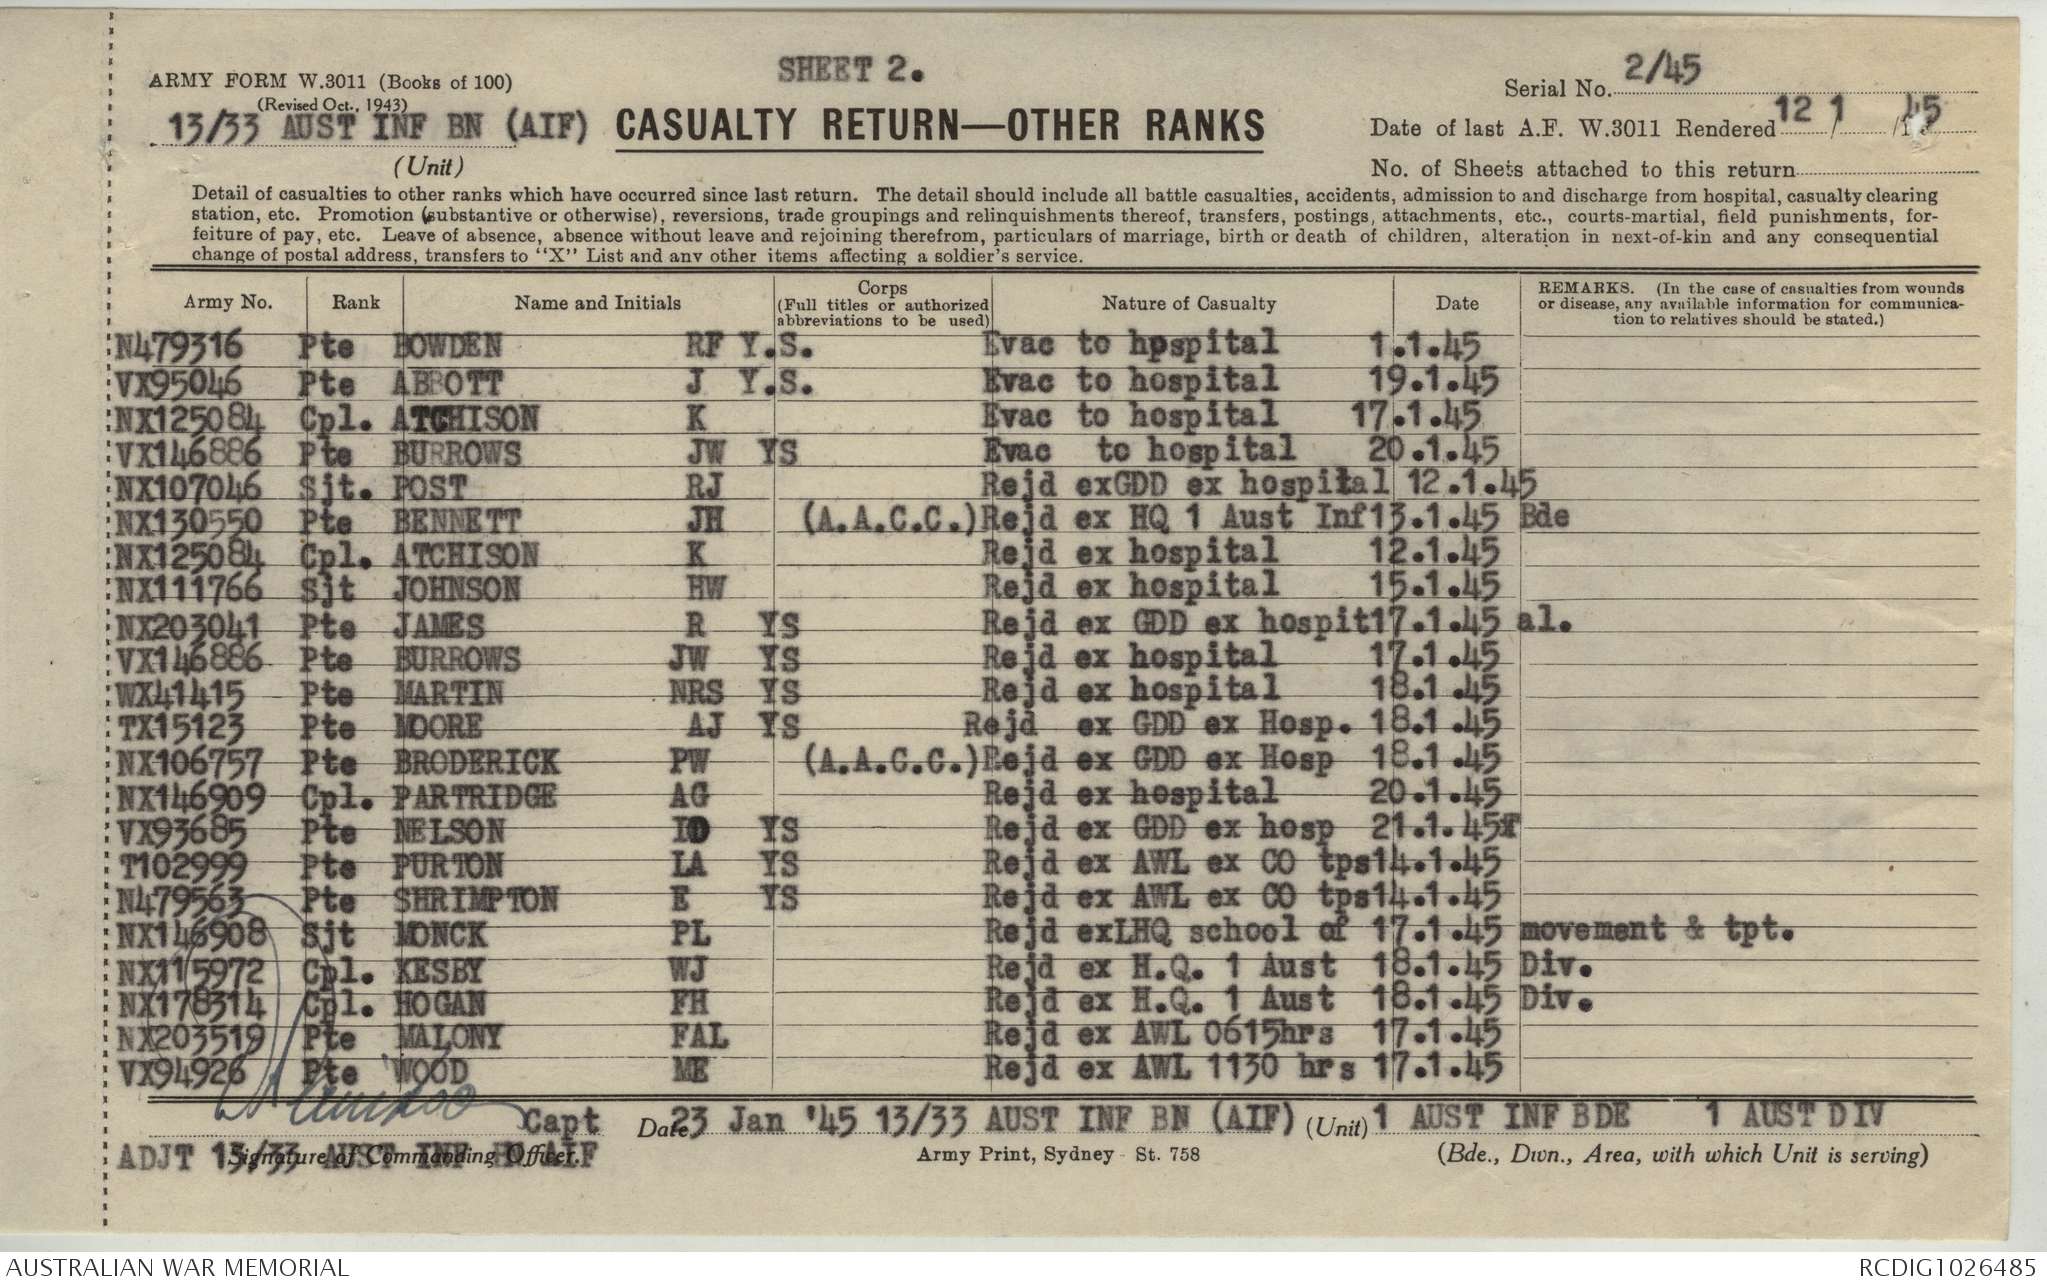 SHEET 2.
ARMY FORM W.3011 (Books of 100)
(Revised Oct., 1943)
Serial No. 2/45
13/33 AUST INF BN (AIF) CASUALTY RETURN—OTHER RANKS
Date of last A.F. W.3011 Rendered 12/1/45
(Unit)
No. of Sheets attached to this return
Detail of casualties to other ranks which have occurred since last return. The detail should include all battle casualties, accidents, admission to and discharge from hospital, casualty clearing
station, etc. Promotion (substantive or otherwise), reversions, trade groupings and relinquishments thereof, transfers, postings, attachments, etc., courts-martial, field punishments, for-
feiture of pay, etc. Leave of absence, absence without leave and rejoining therefrom, particulars of marriage, birth or death of children, alteration in next-of-kin and any consequential
change of postal address, transfers to "X" List and any other items affecting a soldier's service.
Army No. Rank Name and Initials Corps (Full titles or authorized abbreviations to be used) Nature of Casualty Date REMARKS. (In the case of casualties from wounds or disease, any available information for communica-tion to relatives should be stated.)
N479316 Pte BOWDEN RF Y.S. Evac to hpspital 1.1.45
VX95046 Pte ABBOTT J Y.S. Evac to hospital 19.1.45
NX125084 Cpl. ATCHISON K Evac to hospital 17.1.45
VX146886 Pte BURROWS JW YS Evac to hospital 20.1.45
NX107046 Sjt. POST RJ Rejd exGDD ex hospital 12.1.45
NX130550 Pte BENNETT JH (A.A.C.C.) Rejd ex HQ 1 Aust Inf 13.1.45 Bde
NX125084 Cpl. ATCHISON K Rejd ex hospital 12.1.45
NX111766 Sjt JOHNSON HW Rejd ex hospital 15.1.45
NX203041 Pte JAMES R YS Rejd ex GDD ex hospit 17.1.45 al.
VX146886 Pte BURROWS JW YS Rejd ex hospital 17.1.45
WX41415 Pte MARTIN NRS YS Rejd ex hospital 18.1.45
TX15123 Pte MOORE AJ YS Rejd ex GDD ex Hosp. 18.1.45
NX106757 Pte BRODERICK PW (A.A.C.C.) Rejd ex GDD ex Hosp 18.1.45
NX146909 Cpl. PARTRIDGE AG Rejd ex hospital 20.1.45
VX93685 Pte NELSON YS Rejd ex GDD ex hosp 21.1.45
T102999 Pte PURTON LA YS Rejd ex AWL ex CO tps 14.1.45
N479563 Pte SHRIMPTON E YS Rejd ex AWL ex CO tps 14.1.45
NX146908 Sjt MONCK PL Rejd exLHQ school of 17.1.45 movement & tpt.
NX115972 Cpl. KESBY WJ Rejd ex H.Q. 1 Aust 18.1.45 Div.
NX178314 Cpl. HOGAN FH Rejd ex H.Q. 1 Aust 18.1.45 Div.
NX203519 Pte MALONY FAL Rejd ex AWL 0615hrs 17.1.45
VX94926 Pte WOOD ME Rejd ex AWL 1130 hrs 17.1.45
Capt Date 23 Jan '45 13/33 AUST INF BN (AIF) (Unit) 1 AUST INF BDE 1 AUST DIV
ADJT 13/33 AUST INF BN AIF
Signature of Commanding Officer.
Army Print, Sydney - St. 758
(Bde., Dwn., Area, with which Unit is serving)
AUSTRALIAN WAR MEMORIAL
RCDIG1026485